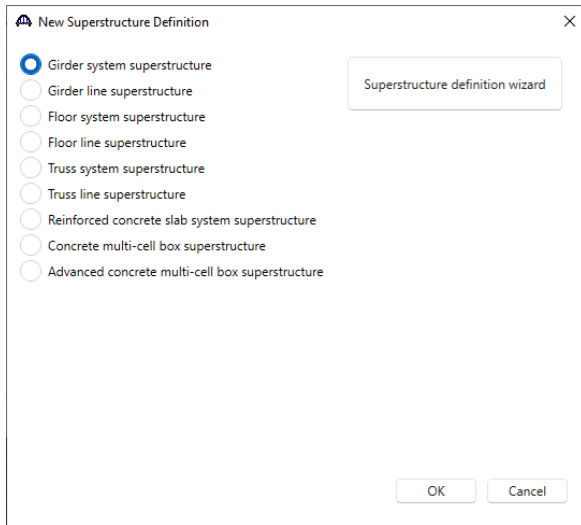 New Superstructure Definition
Girder system superstructure
Superstructure definition wizard
Girder line superstructure
Floor system superstructure
Floor line superstructure
Truss system superstructure
Truss line superstructure
Reinforced concrete slab system superstructure
Concrete multi-cell box superstructure
Advanced concrete multi-cell box superstructure
OK
Cancel